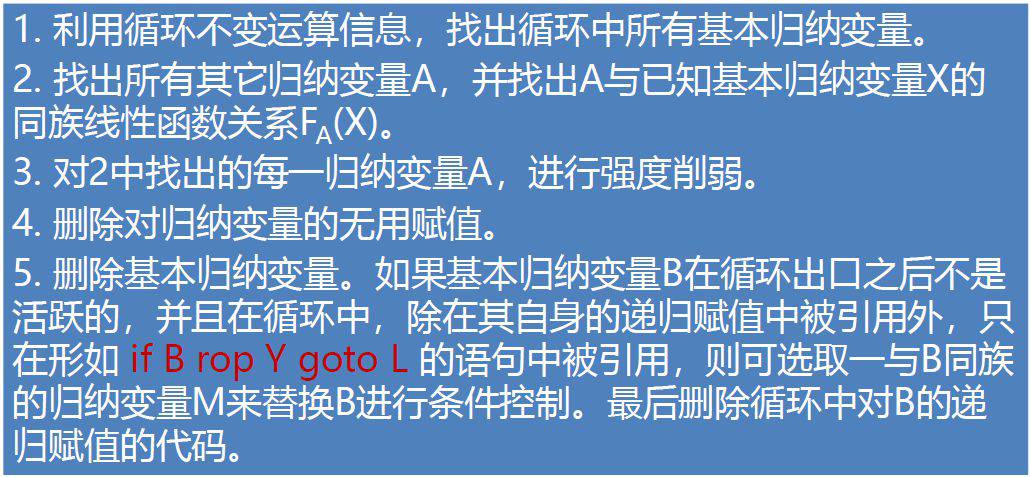 1. 利用循环不变运算信息，找出循环中所有基本归纳变量。
2. 找出所有其它归纳变量A，并找出A与已知基本归纳变量X的
同族线性函数关系FA(X)。
3. 对2中找出的每一归纳变量A，进行强度削弱。
4. 删除对归纳变量的无用赋值。
5. 删除基本归纳变量。如果基本归纳变量B在循环出口之后不是
活跃的，并且在循环中，除在其自身的递归赋值中被引用外，只
在形如 if B rop Y goto L 的语句中被引用，则可选取一与B同族
的归纳变量M来替换B进行条件控制。最后删除循环中对B的递
归赋值的代码。